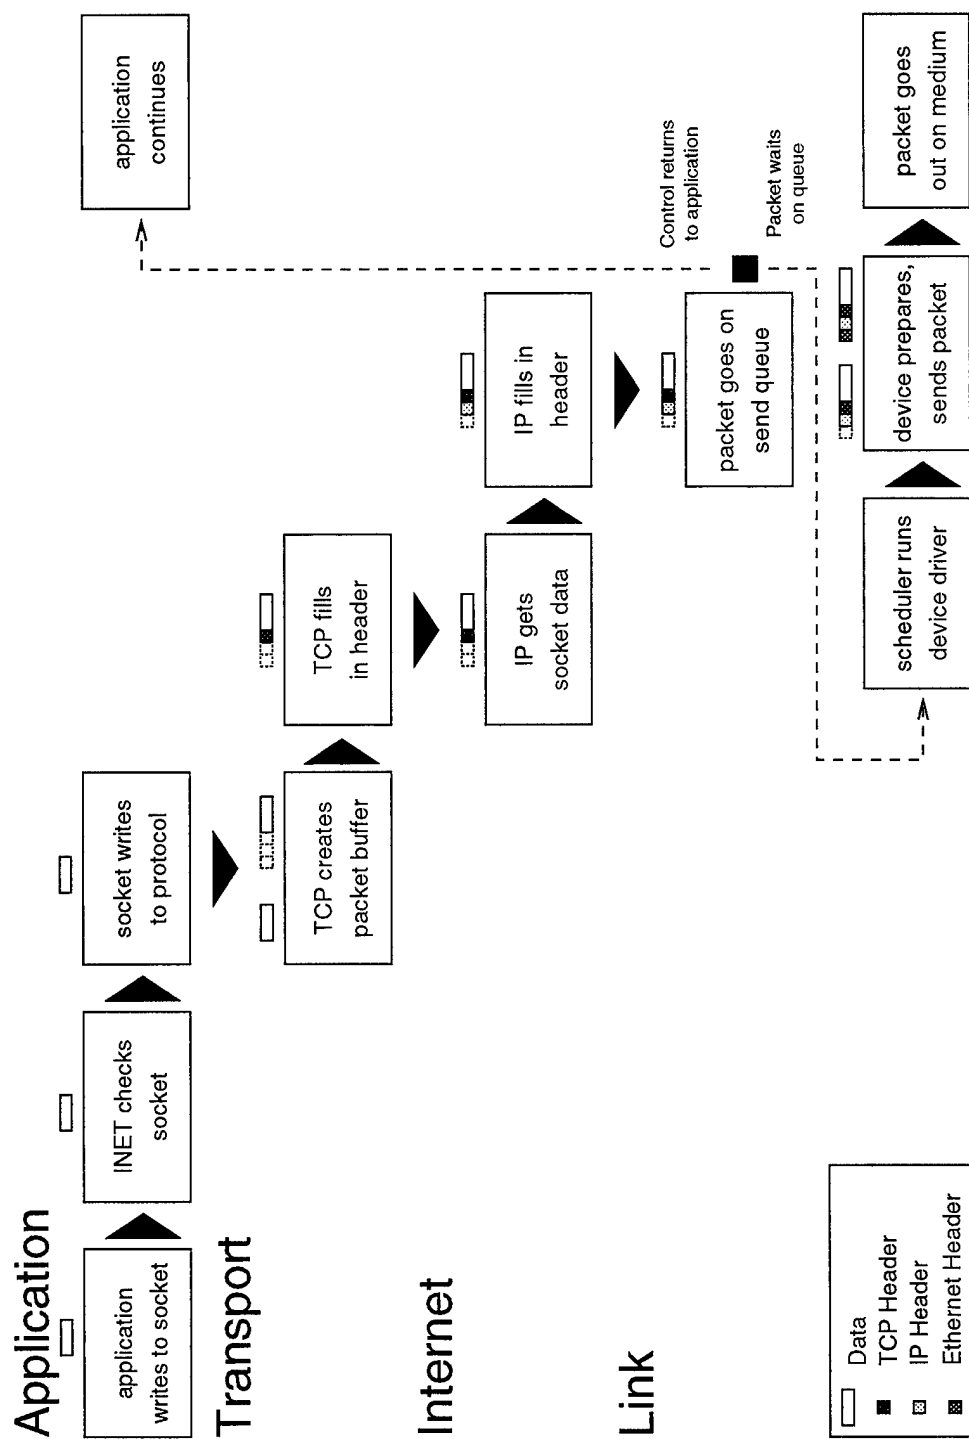 Application
application
writes to socket
INET checks
socket
socket writes
to protocol
application
continues
Transport
TCP creates
packet buffer
TCP fills
in header
Internet
IP gets
socket data
IP fills in
header
Link
packet goes on
send queue
Control returns
to application
Packet waits
on queue
scheduler runs
device driver
device prepares,
sends packet
packet goes
out on medium
Data
TCP Header
IP Header
Ethernet Header